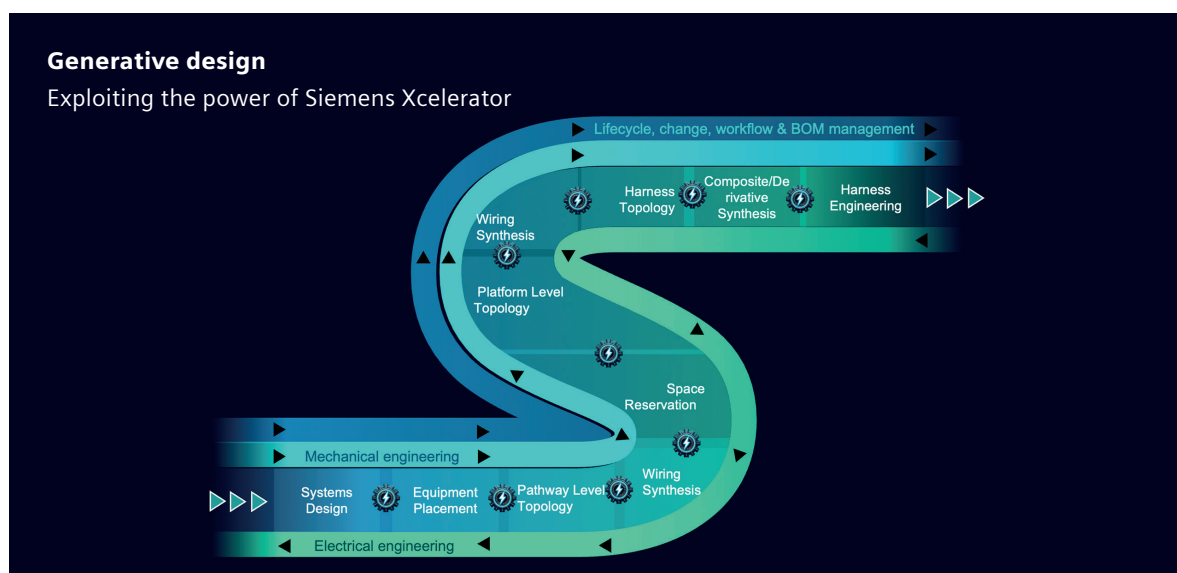 Generative design
Exploiting the power of Siemens Xcelerator
Lifecycle, change, workflow & BOM management
Harness
Topology
Composite/De
rivative
Synthesis
Harness
Engineering
Wiring
Synthesis
Platform Level
Topology
Space
Reservation
Wiring
Synthesis
Mechanical engineering
Systems
Design
Equipment
Placement
Pathway Level
Topology
Electrical engineering